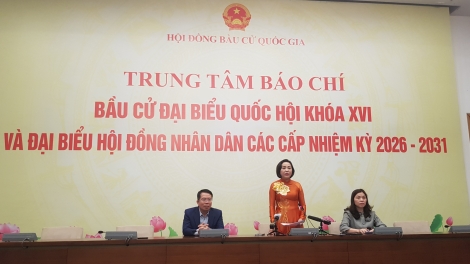 HỘI ĐỒNG BẦU CỬ QUỐC GIA
TRUNG TÂM BÁO CHÍ
BẦU CỬ ĐẠI BIỂU QUỐC HỘI KHÓA XVI
VÀ ĐẠI BIỂU HỘI ĐỒNG NHÂN DÂN CÁC CẤP NHIỆM KỲ 2026 - 2031